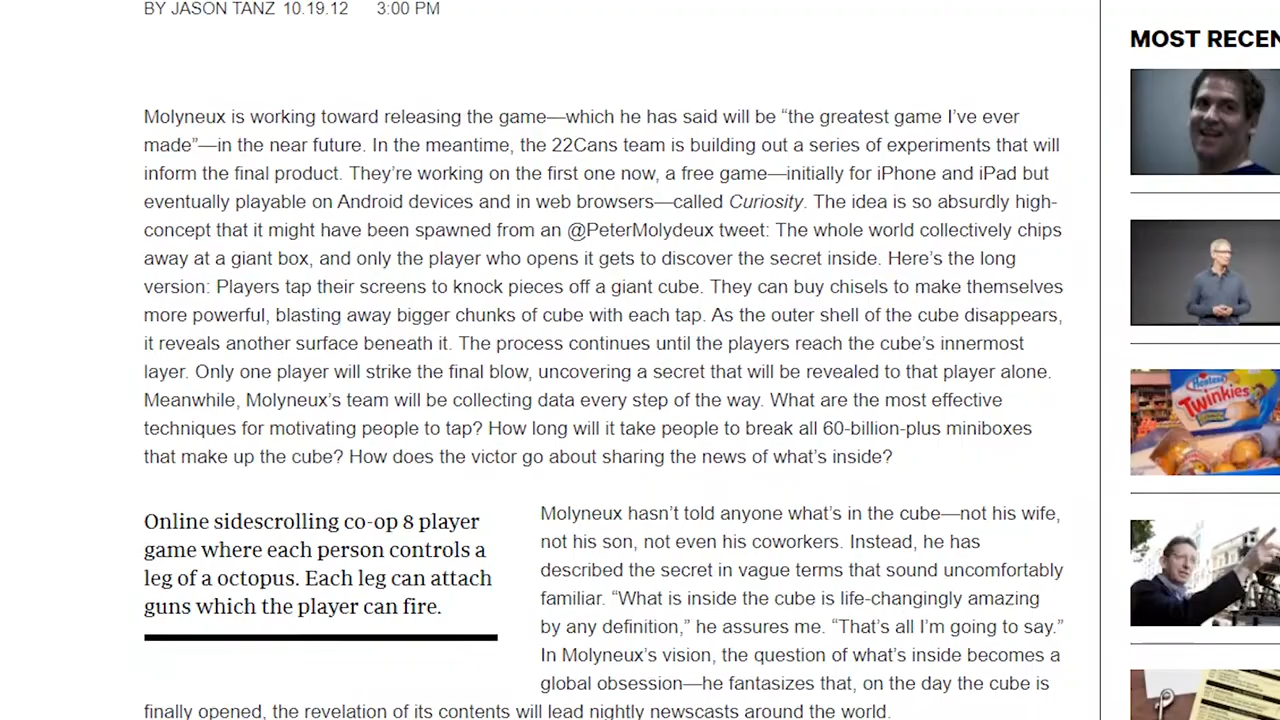 BY JASON TANZ 10.19.12 3:00 PM
MOST RECEN
Molyneux is working toward releasing the game—which he has said will be “the greatest game I’ve ever
made”—in the near future. In the meantime, the 22Cans team is building out a series of experiments that will
inform the final product. They’re working on the first one now, a free game—initially for iPhone and iPad but
eventually playable on Android devices and in web browsers—called Curiosity. The idea is so absurdly high-
concept that it might have been spawned from an @PeterMolydeux tweet: The whole world collectively chips
away at a giant box, and only the player who opens it gets to discover the secret inside. Here’s the long
version: Players tap their screens to knock pieces off a giant cube. They can buy chisels to make themselves
more powerful, blasting away bigger chunks of cube with each tap. As the outer shell of the cube disappears,
it reveals another surface beneath it. The process continues until the players reach the cube’s innermost
layer. Only one player will strike the final blow, uncovering a secret that will be revealed to that player alone.
Meanwhile, Molyneux’s team will be collecting data every step of the way. What are the most effective
techniques for motivating people to tap? How long will it take people to break all 60-billion-plus miniboxes
that make up the cube? How does the victor go about sharing the news of what’s inside?
Online sidescrolling co-op 8 player
game where each person controls a
leg of a octopus. Each leg can attach
guns which the player can fire.
Molyneux hasn’t told anyone what’s in the cube—not his wife,
not his son, not even his coworkers. Instead, he has
described the secret in vague terms that sound uncomfortably
familiar. “What is inside the cube is life-changingly amazing
by any definition,” he assures me. “That’s all I’m going to say.”
In Molyneux’s vision, the question of what’s inside becomes a
global obsession—he fantasizes that, on the day the cube is
finally opened, the revelation of its contents will lead nightly newscasts around the world.
Hostess
Twinkies